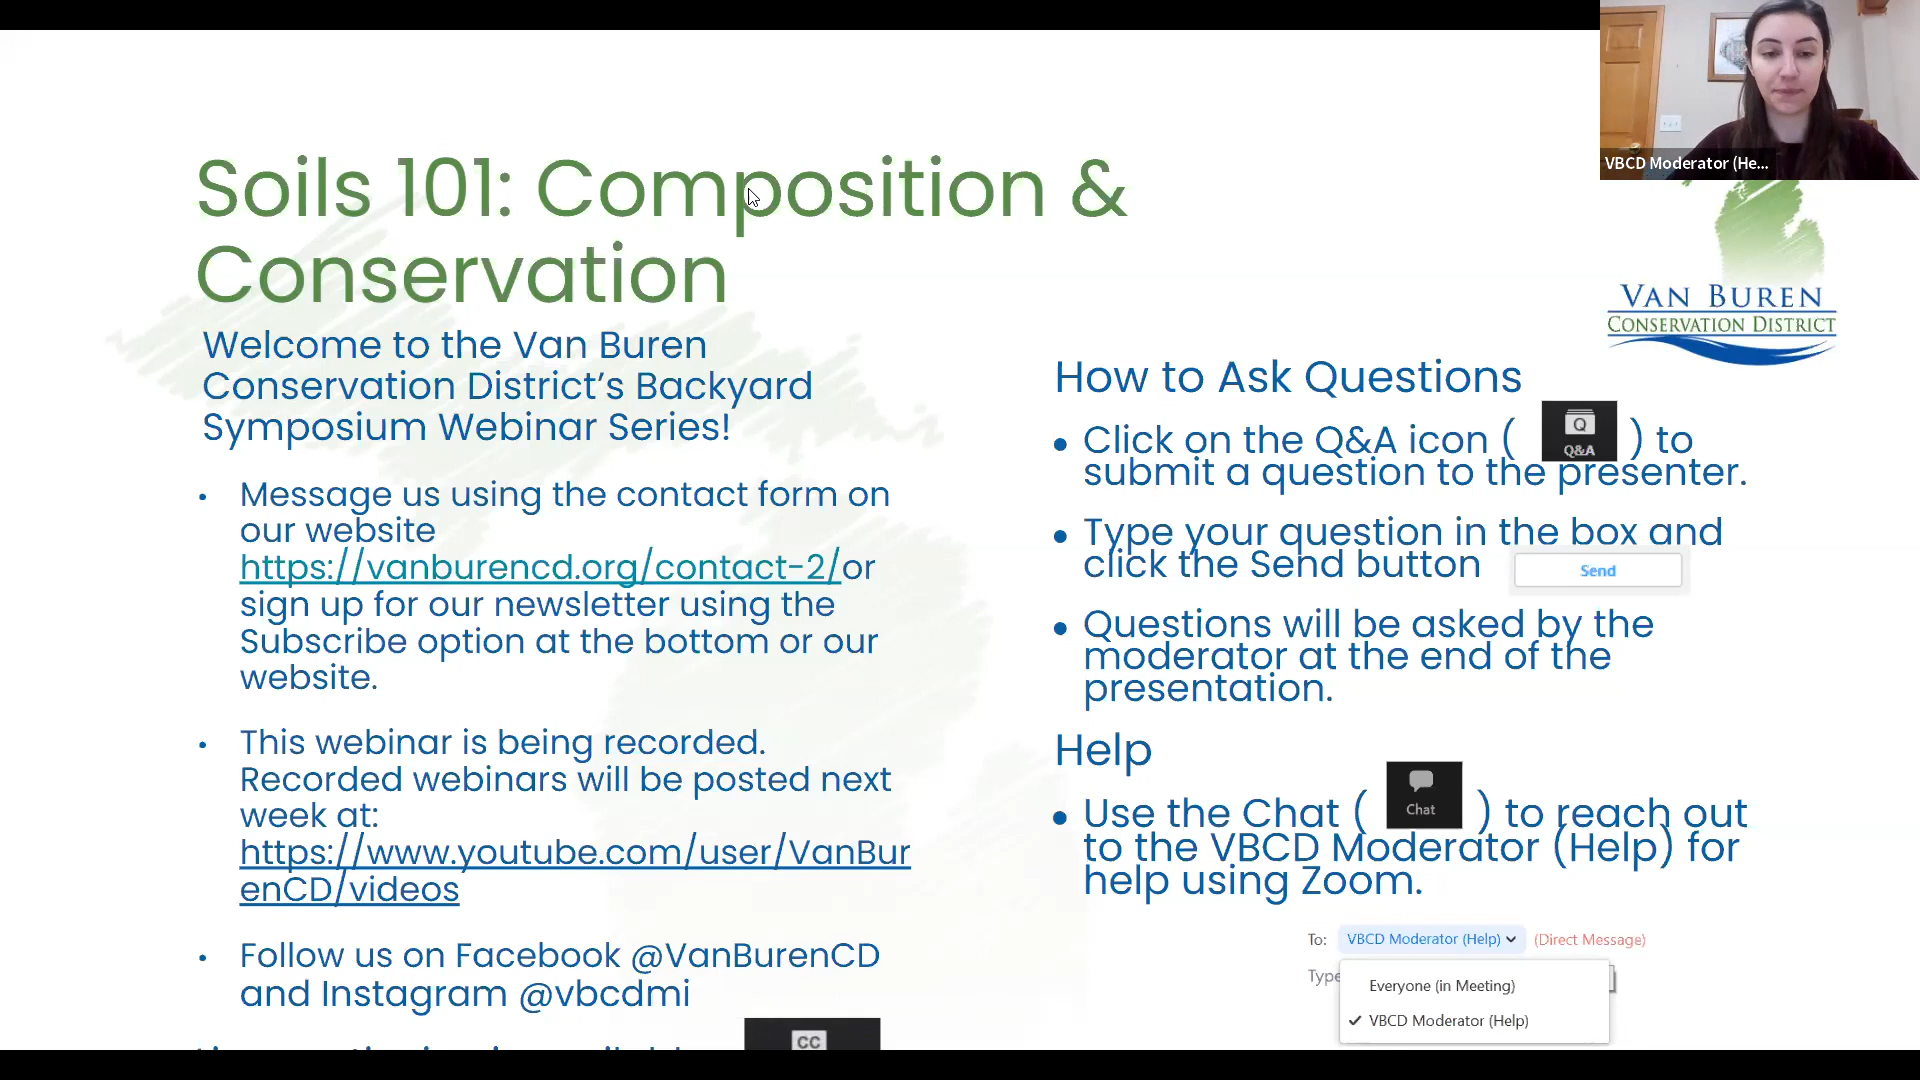 VBCD Moderator (He...
Soils 101: Composition &
Conservation
VAN BUREN
CONSERVATION DISTRICT
Welcome to the Van Buren
Conservation District’s Backyard
Symposium Webinar Series!
• Message us using the contact form on
our website
https://vanburencd.org/contact-2/or
sign up for our newsletter using the
Subscribe option at the bottom or our
website.
• This webinar is being recorded.
Recorded webinars will be posted next
week at:
https://www.youtube.com/user/VanBur
enCD/videos
• Follow us on Facebook @VanBurenCD
and Instagram @vbcdmi
CC
How to Ask Questions
• Click on the Q&A icon ( Q Q&A ) to
submit a question to the presenter.
• Type your question in the box and
click the Send button Send
• Questions will be asked by the
moderator at the end of the
presentation.
Help
• Use the Chat ( Chat ) to reach out
to the VBCD Moderator (Help) for
help using Zoom.
To: VBCD Moderator (Help) (Direct Message)
Type
Everyone (in Meeting)
VBCD Moderator (Help)